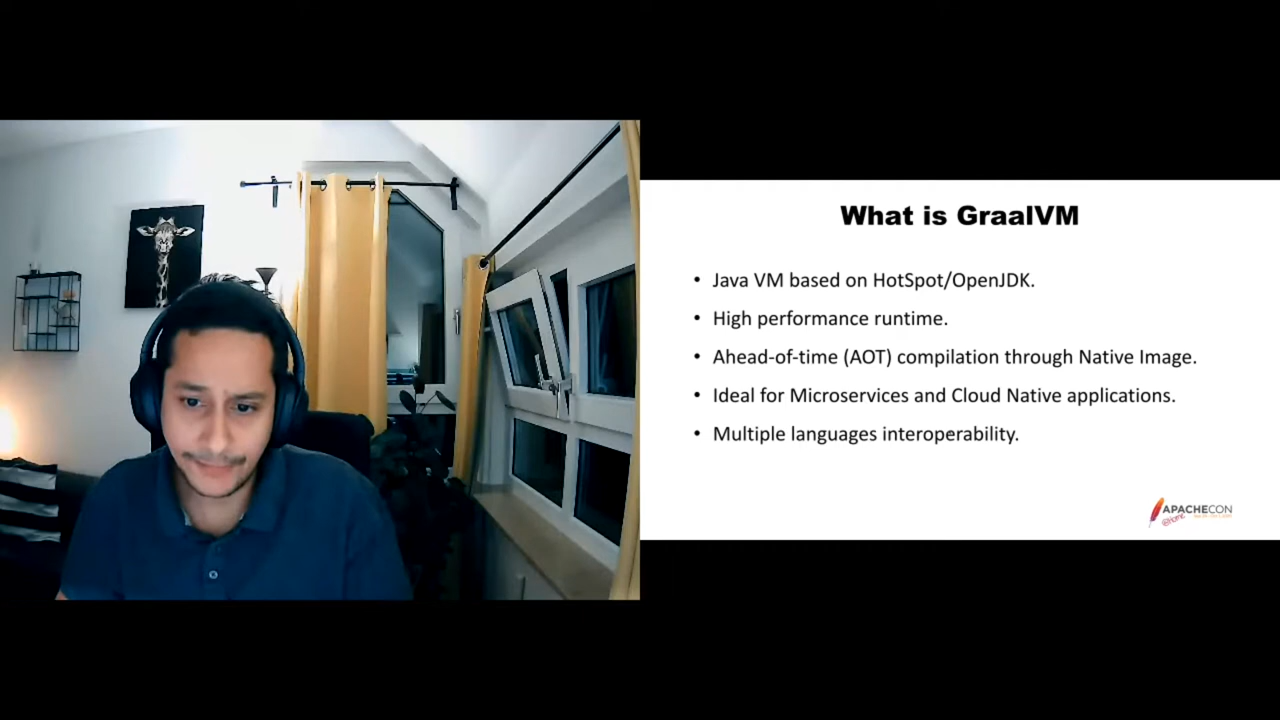 What is GraalVM
• Java VM based on HotSpot/OpenJDK.
• High performance runtime.
• Ahead-of-time (AOT) compilation through Native Image.
• Ideal for Microservices and Cloud Native applications.
• Multiple languages interoperability.
APACHECON
@Home